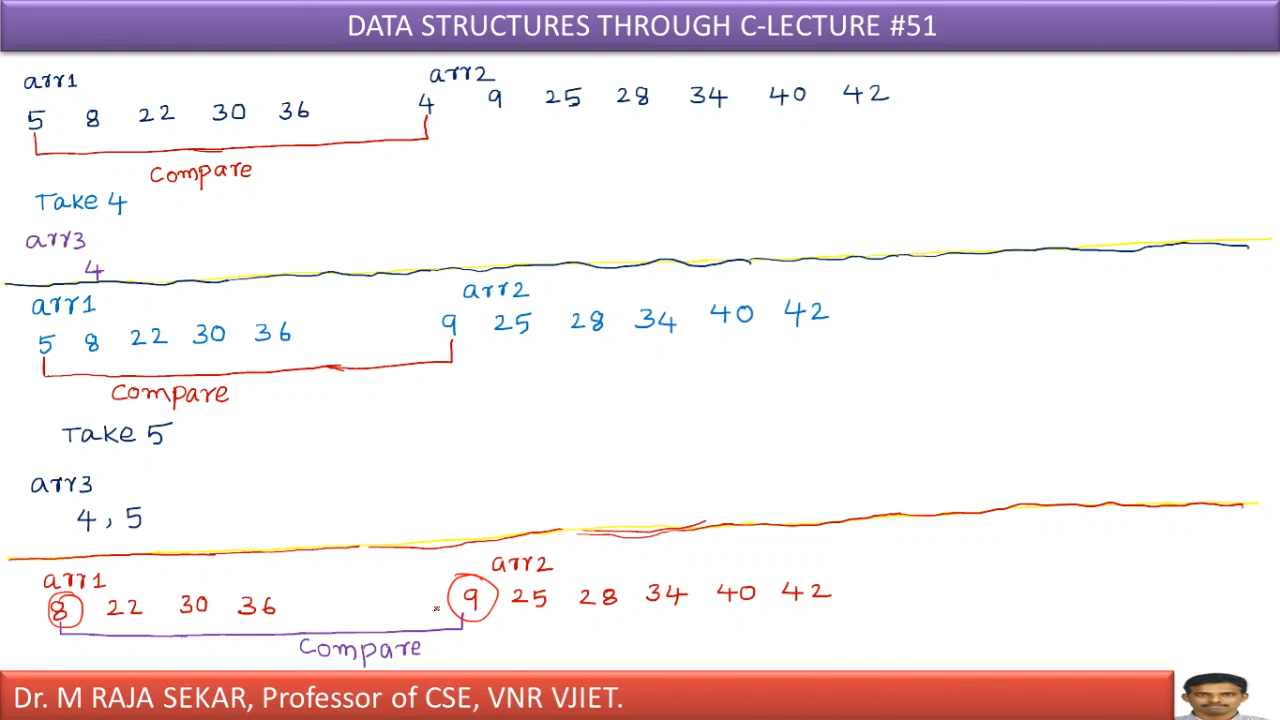 DATA STRUCTURES THROUGH C-LECTURE #51
arr1 arr2
5 8 22 30 36 4 9 25 28 34 40 42
Compare
Take 4
arr3
4
arr1 arr2
5 8 22 30 36 9 25 28 34 40 42
Compare
Take 5
arr3
4, 5
arr1 arr2
8 22 30 36 9 25 28 34 40 42
Compare
Dr. M RAJA SEKAR, Professor of CSE, VNR VJIET.